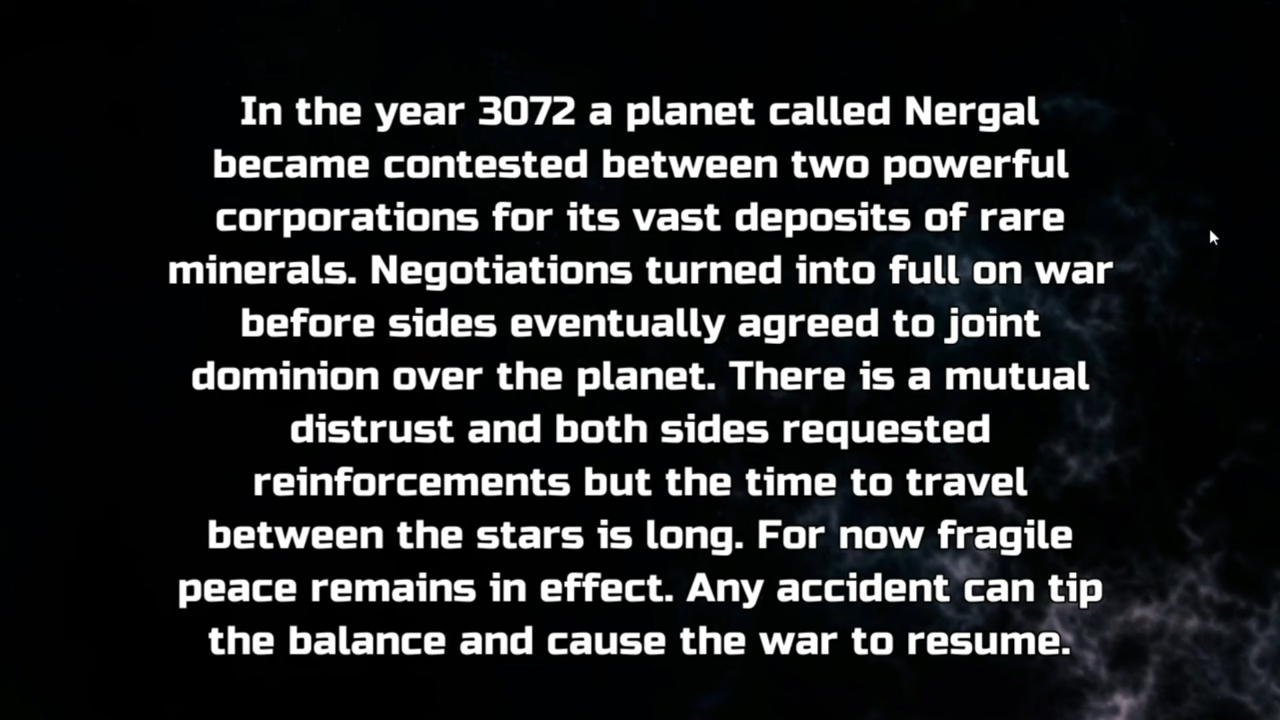 In the year 3072 a planet called Nergal
became contested between two powerful
corporations for its vast deposits of rare
minerals. Negotiations turned into full on war
before sides eventually agreed to joint
dominion over the planet. There is a mutual
distrust and both sides requested
reinforcements but the time to travel
between the stars is long. For now fragile
peace remains in effect. Any accident can tip
the balance and cause the war to resume.